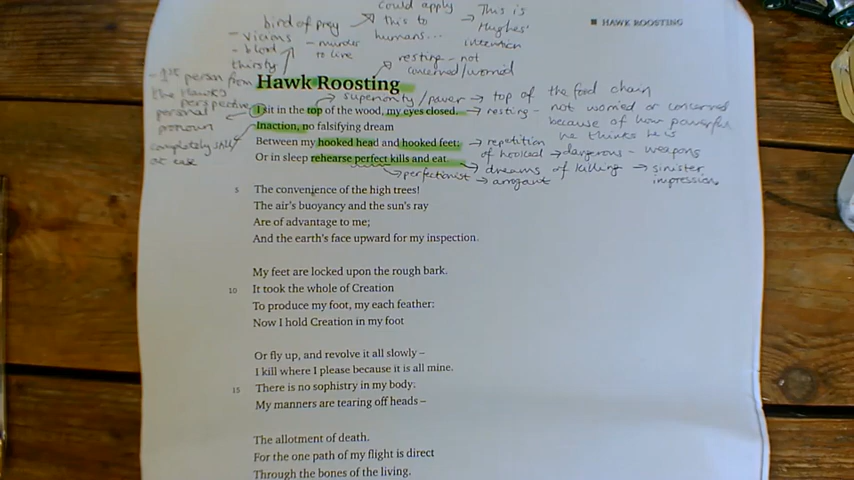 could apply
This is
bird of prey
this to
Hughes'
■ HAWK ROOSTING
- vicious
- murder
humans...
intention
- blood
to live
thirsty
resting - not
concerned/worried
- 1st person from
the Hawk's
perspective
personal
pronoun
completely still
at ease
Hawk Roosting
superiority/power → top of the food chain
I sit in the top of the wood, my eyes closed.
→ resting - not worried or concerned
because of how powerful
he thinks he is
Inaction, no falsifying dream
Between my hooked head and hooked feet:
→ repetition
of hooked → dangerous - weapons
Or in sleep rehearse perfect kills and eat.
→ dreams of killing → sinister
impression
→ perfectionist → arrogant
5 The convenience of the high trees!
The air's buoyancy and the sun's ray
Are of advantage to me;
And the earth's face upward for my inspection.
My feet are locked upon the rough bark.
10 It took the whole of Creation
To produce my foot, my each feather:
Now I hold Creation in my foot
Or fly up, and revolve it all slowly –
I kill where I please because it is all mine.
15 There is no sophistry in my body:
My manners are tearing off heads –
The allotment of death.
For the one path of my flight is direct
Through the bones of the living.